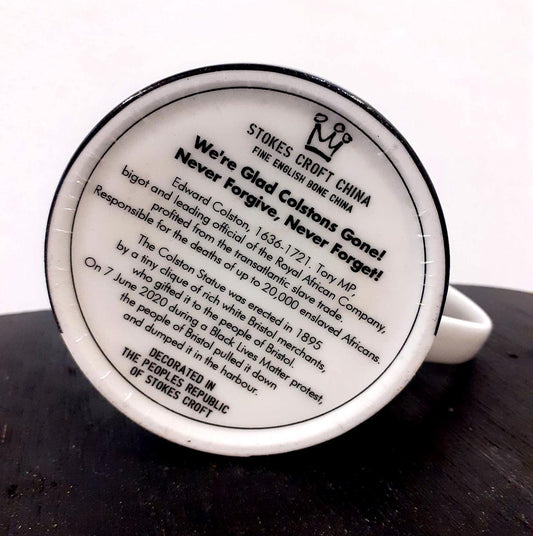 STOKES CROFT CHINA
FINE ENGLISH BONE CHINA
We're Glad Colstons Gone!
Never Forgive, Never Forget!
Edward Colston, 1636-1721, Tory MP,
bigot and leading official of the Royal African Company,
profited from the transatlantic slave trade.
Responsible for the deaths of up to 20,000 enslaved Africans.
The Colston Statue was erected in 1895
by a tiny clique of rich white Bristol merchants,
who gifted it to the people of Bristol.
On 7 June 2020 during a Black Lives Matter protest,
the people of Bristol pulled it down
and dumped it in the harbour.
DECORATED IN
THE PEOPLES REPUBLIC
OF STOKES CROFT